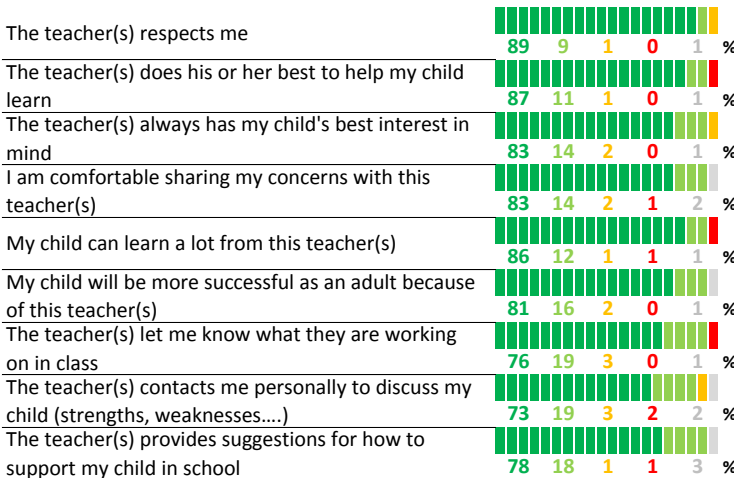 The teacher(s) respects me
89 9 1 0 1 %
The teacher(s) does his or her best to help my child
learn
87 11 1 0 1 %
The teacher(s) always has my child's best interest in
mind
83 14 2 0 1 %
I am comfortable sharing my concerns with this
teacher(s)
83 14 2 1 2 %
My child can learn a lot from this teacher(s)
86 12 1 1 1 %
My child will be more successful as an adult because
of this teacher(s)
81 16 2 0 1 %
The teacher(s) let me know what they are working
on in class
76 19 3 0 1 %
The teacher(s) contacts me personally to discuss my
child (strengths, weaknesses....)
73 19 3 2 2 %
The teacher(s) provides suggestions for how to
support my child in school
78 18 1 1 3 %